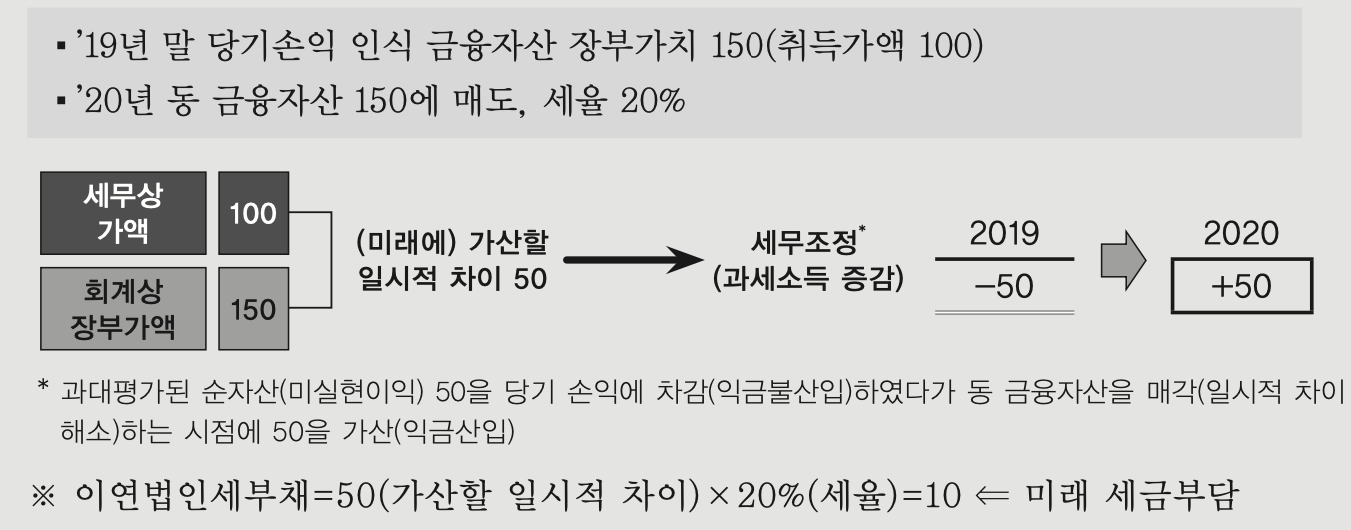 ▪ ’19년 말 당기손익 인식 금융자산 장부가치 150(취득가액 100)
▪ ’20년 동 금융자산 150에 매도, 세율 20%
세무상
가액
100
회계상
장부가액
150
(미래에) 가산할
일시적 차이 50
세무조정*
(과세소득 증감)
2019
−50
2020
+50
* 과대평가된 순자산(미실현이익) 50을 당기 손익에 차감(익금불산입)하였다가 동 금융자산을 매각(일시적 차이
해소)하는 시점에 50을 가산(익금산입)
※ 이연법인세부채=50(가산할 일시적 차이)×20%(세율)=10 ⇐ 미래 세금부담